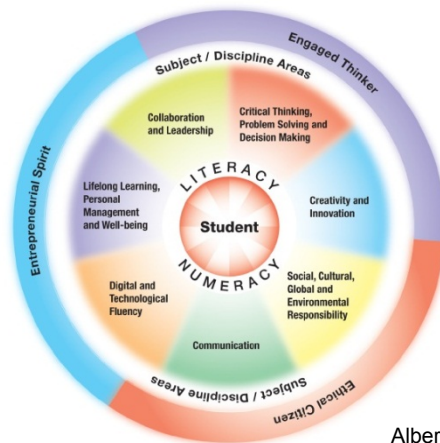 Engaged Thinker
Subject / Discipline Areas
Entrepreneurial Spirit
Collaboration
and Leadership
Critical Thinking,
Problem Solving and
Decision Making
Lifelong Learning,
Personal
Management
and Well-being
LITERACY
Student
NUMERACY
Creativity and
Innovation
Digital and
Technological
Fluency
Social, Cultural,
Global and
Environmental
Responsibility
Communication
Subject / Discipline Areas
Ethical Citizen
Alber